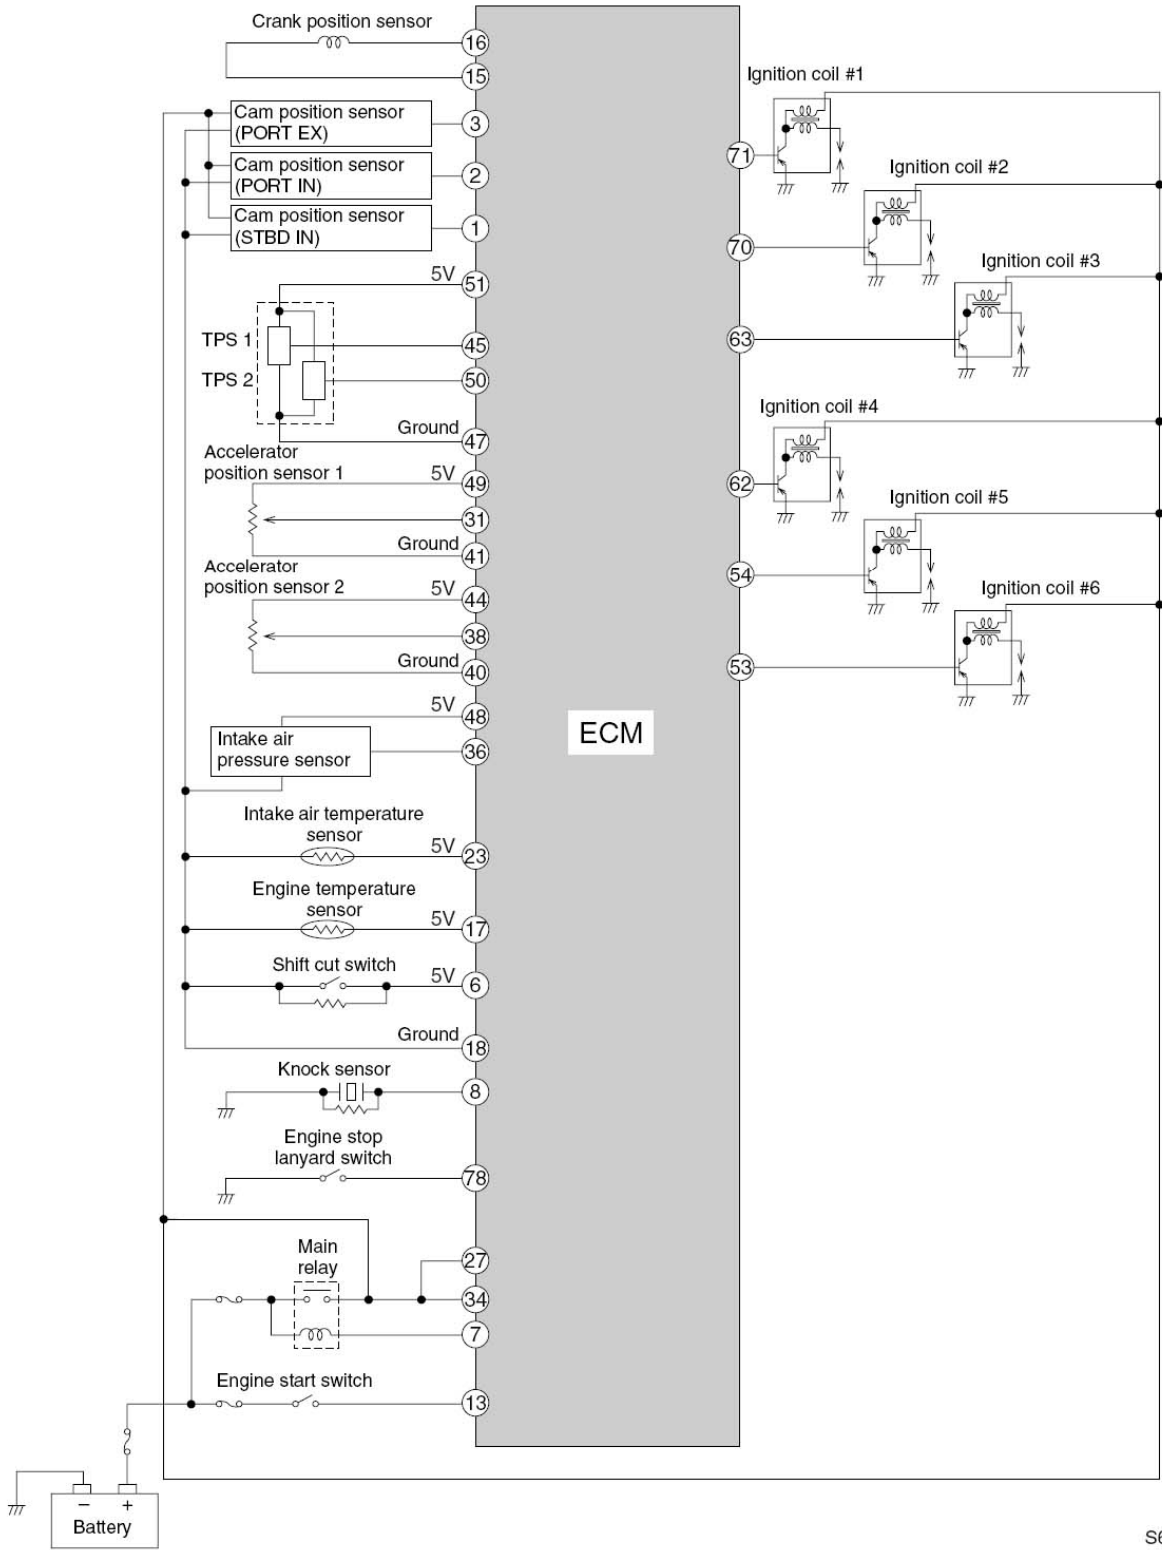 Crank position sensor
16
15
Cam position sensor
(PORT EX)
3
Cam position sensor
(PORT IN)
2
Cam position sensor
(STBD IN)
1
5V
51
TPS 1
45
TPS 2
50
Ground
47
Accelerator
position sensor 1
5V
49
31
Ground
41
Accelerator
position sensor 2
5V
44
38
Ground
40
5V
48
Intake air
pressure sensor
36
Intake air temperature
sensor
5V
23
Engine temperature
sensor
5V
17
Shift cut switch
5V
6
Ground
18
Knock sensor
8
Engine stop
lanyard switch
78
27
Main
relay
34
7
Engine start switch
13
− +
Battery
ECM
Ignition coil #1
71
Ignition coil #2
70
Ignition coil #3
63
Ignition coil #4
62
Ignition coil #5
54
Ignition coil #6
53